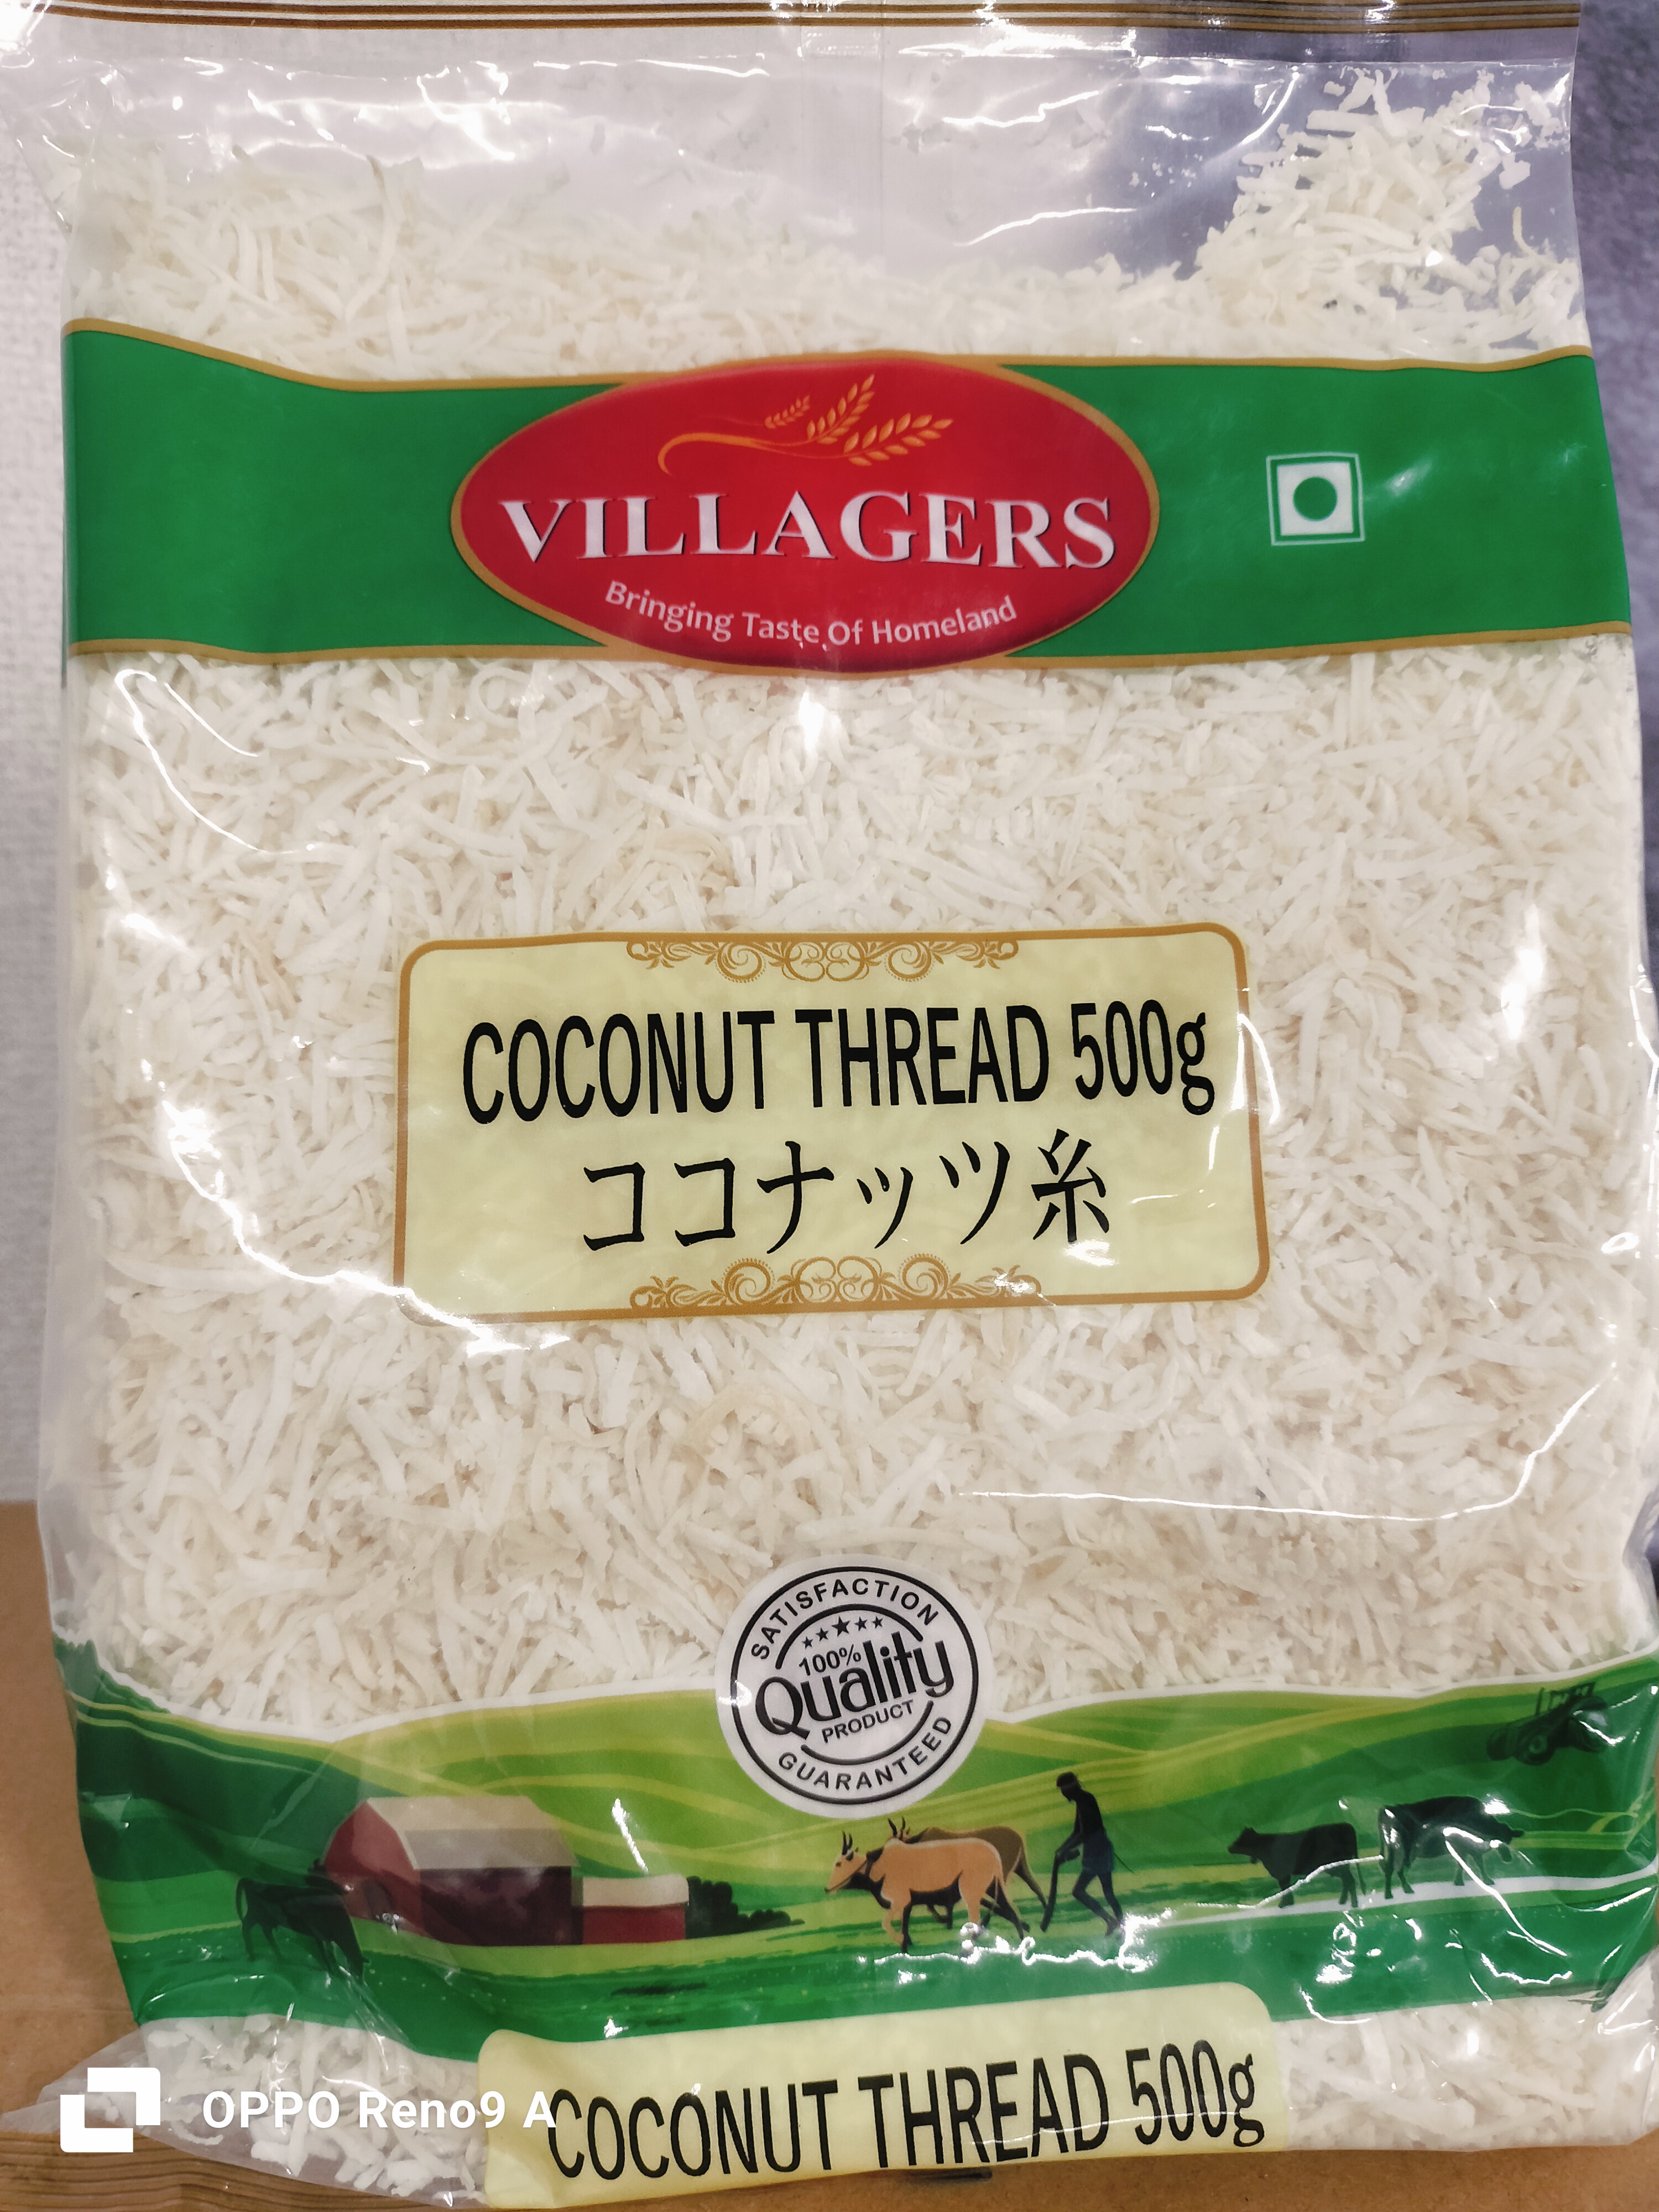 VILLAGERS
Bringing Taste Of Homeland
COCONUT THREAD 500g
ココナッツ糸
SATISFACTION
100%
Quality
PRODUCT
GUARANTEED
COCONUT THREAD 500g
OPPO Reno9 A